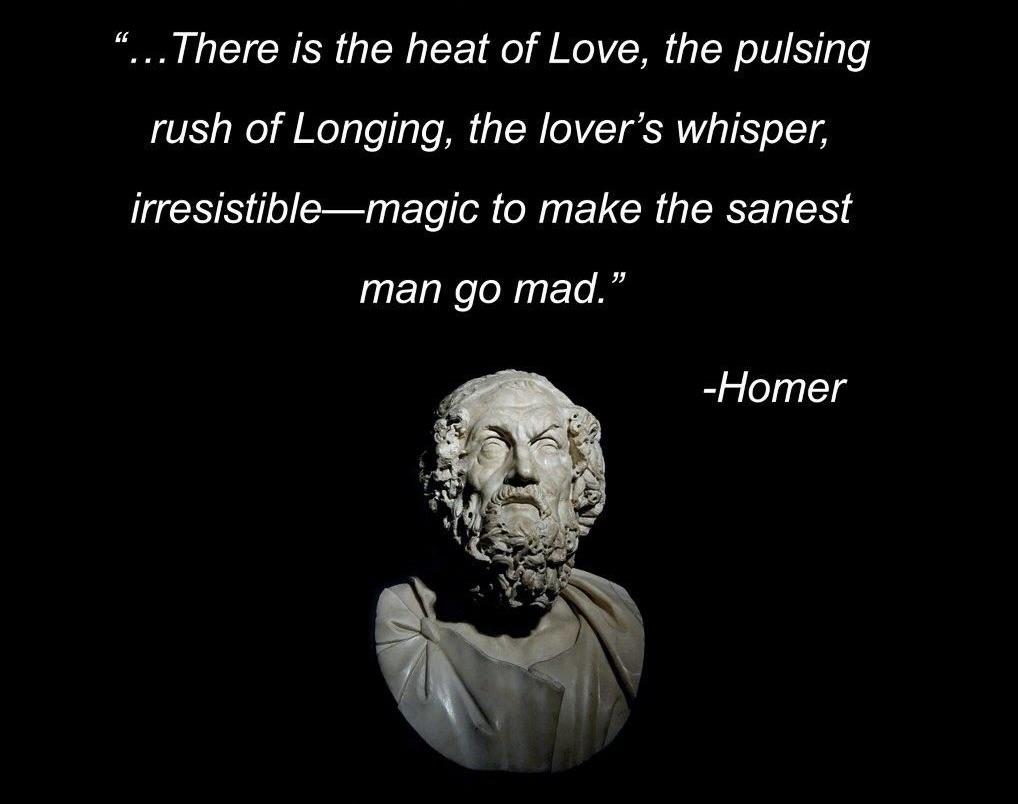 “…There is the heat of Love, the pulsing
rush of Longing, the lover’s whisper,
irresistible—magic to make the sanest
man go mad.”
-Homer